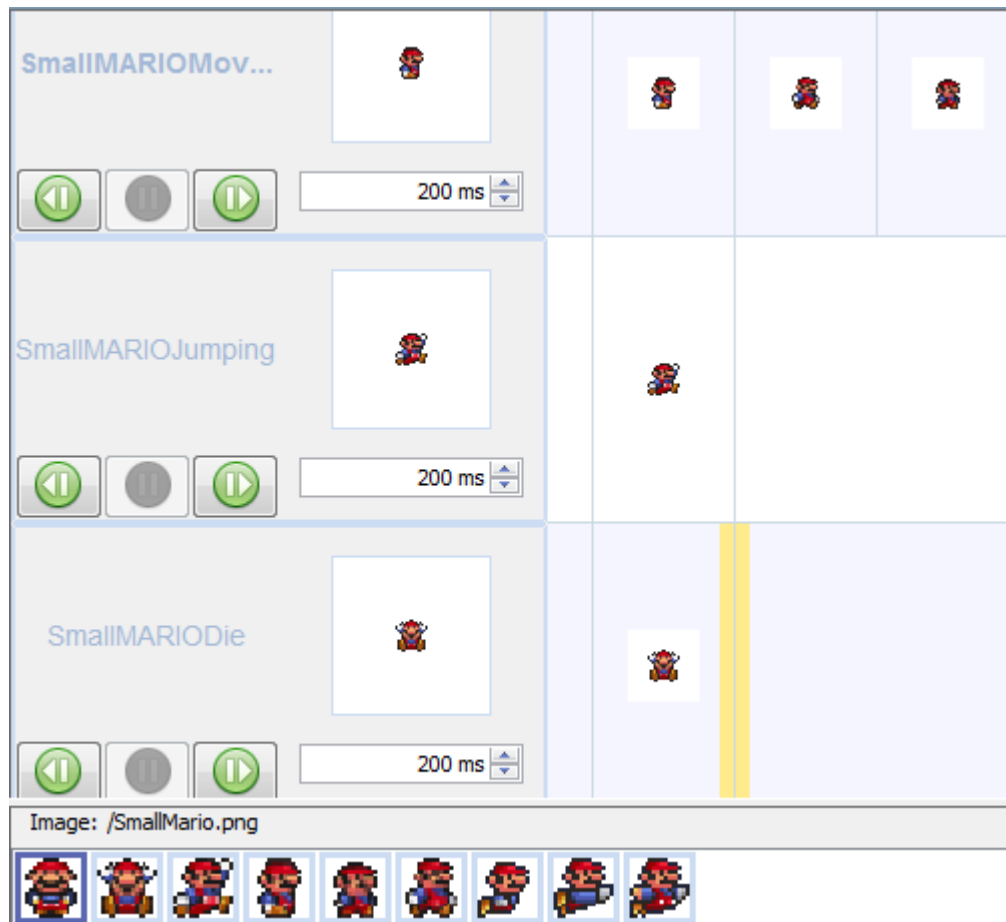 SmallMARIOMov...
200 ms
SmallMARIOJumping
200 ms
SmallMARIODie
200 ms
Image: /SmallMario.png